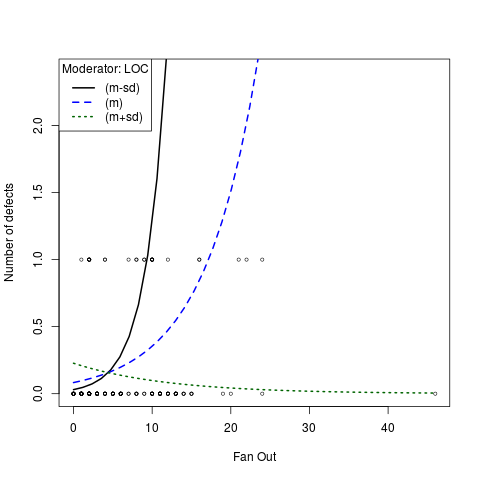 Moderator: LOC
(m-sd)
(m)
(m+sd)
Number of defects
2.0
1.5
1.0
0.5
0.0
0 10 20 30 40
Fan Out